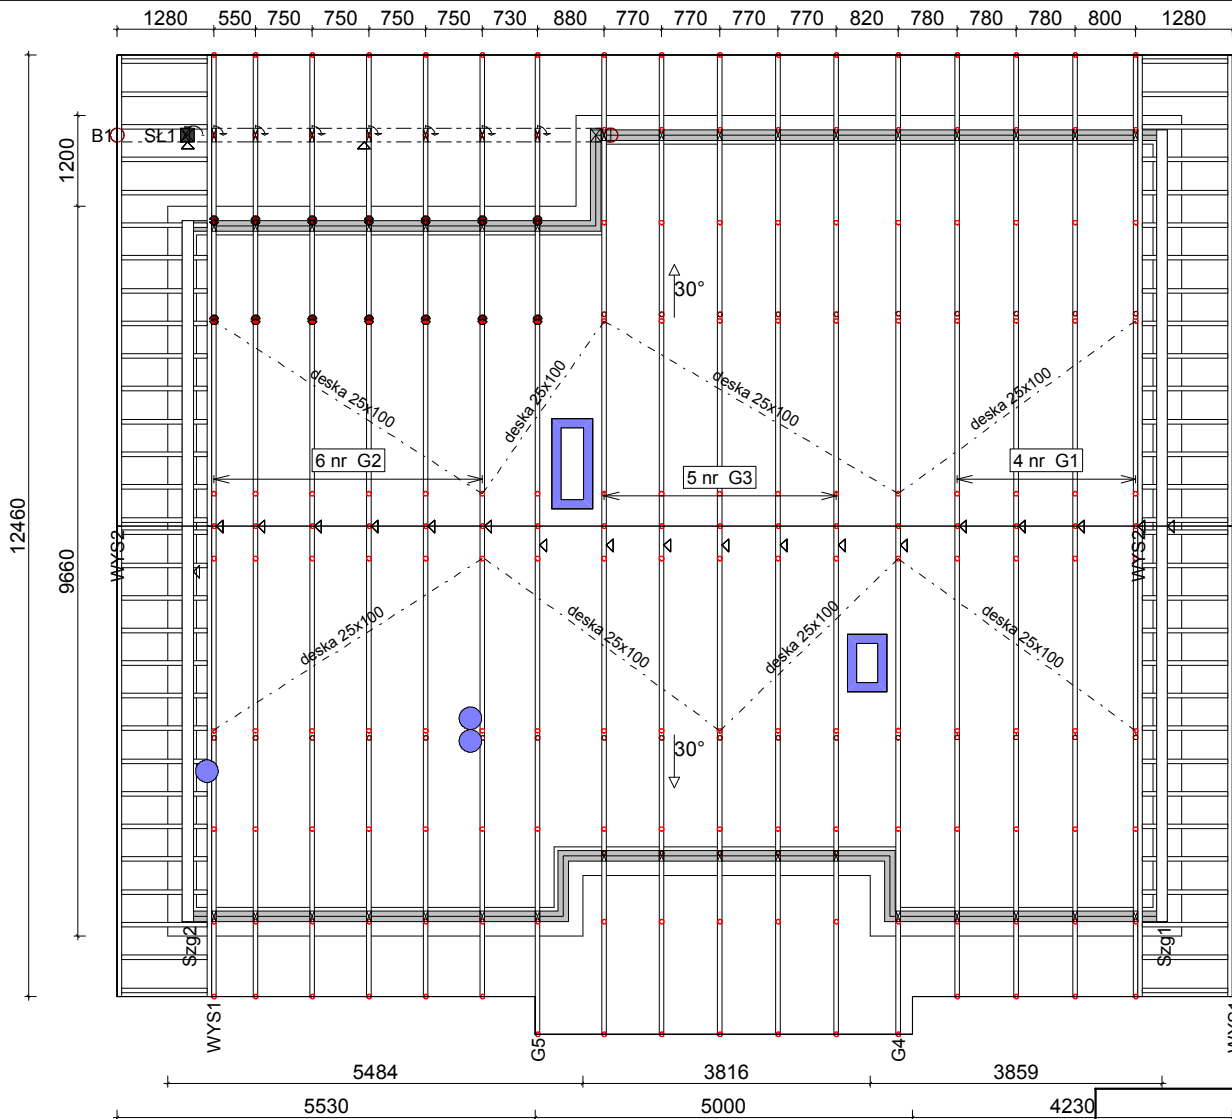 1280 550 750 750 750 750 730 880 770 770 770 770 820 780 780 780 800 1280
B1 SŁ1
1200
30°
deska 25x100
deska 25x100
deska 25x100
deska 25x100
6 nr G2
5 nr G3
4 nr G1
12460
9660
WYS2
WYS2
deska 25x100
deska 25x100
deska 25x100
deska 25x100
30°
Szg2
Szg1
WYS1
G5
G4
WYS1
5484 3816 3859
5530 5000 4230